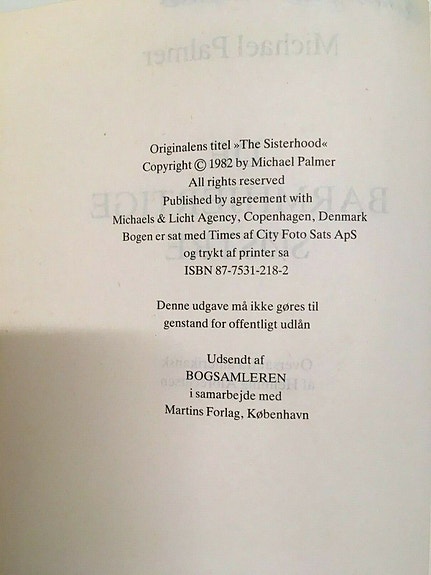 Michael Palmer
Originalens titel »The Sisterhood«
Copyright © 1982 by Michael Palmer
All rights reserved
Published by agreement with
Michaels & Licht Agency, Copenhagen, Denmark
Bogen er sat med Times af City Foto Sats ApS
og trykt af printer sa
ISBN 87-7531-218-2
Denne udgave må ikke gøres til
genstand for offentligt udlån
Udsendt af
BOGSAMLEREN
i samarbejde med
Martins Forlag, København